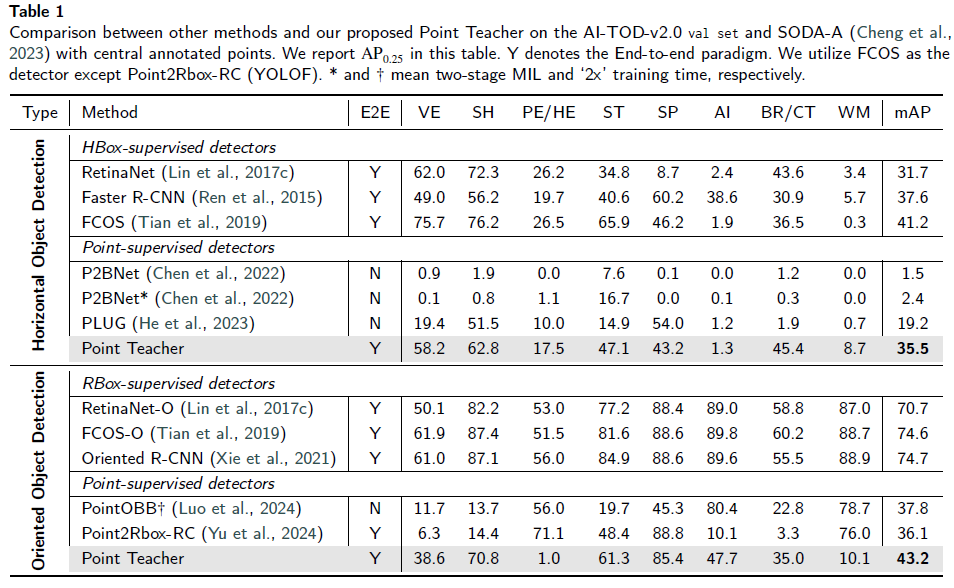 Table 1
Comparison between other methods and our proposed Point Teacher on the AI-TOD-v2.0 val set and SODA-A (Cheng et al.,
2023) with central annotated points. We report AP0.25 in this table. Y denotes the End-to-end paradigm. We utilize FCOS as the
detector except Point2Rbox-RC (YOLOF). * and † mean two-stage MIL and ‘2x’ training time, respectively.
Type Method E2E VE SH PE/HE ST SP AI BR/CT WM mAP
Horizontal Object Detection
HBox-supervised detectors
RetinaNet (Lin et al., 2017c) Y 62.0 72.3 26.2 34.8 8.7 2.4 43.6 3.4 31.7
Faster R-CNN (Ren et al., 2015) Y 49.0 56.2 19.7 40.6 60.2 38.6 30.9 5.7 37.6
FCOS (Tian et al., 2019) Y 75.7 76.2 26.5 65.9 46.2 1.9 36.5 0.3 41.2
Point-supervised detectors
P2BNet (Chen et al., 2022) N 0.9 1.9 0.0 7.6 0.1 0.0 1.2 0.0 1.5
P2BNet* (Chen et al., 2022) N 0.1 0.8 1.1 16.7 0.0 0.1 0.3 0.0 2.4
PLUG (He et al., 2023) N 19.4 51.5 10.0 14.9 54.0 1.2 1.9 0.7 19.2
Point Teacher Y 58.2 62.8 17.5 47.1 43.2 1.3 45.4 8.7 35.5
Oriented Object Detection
RBox-supervised detectors
RetinaNet-O (Lin et al., 2017c) Y 50.1 82.2 53.0 77.2 88.4 89.0 58.8 87.0 70.7
FCOS-O (Tian et al., 2019) Y 61.9 87.4 51.5 81.6 88.6 89.8 60.2 88.7 74.6
Oriented R-CNN (Xie et al., 2021) Y 61.0 87.1 56.0 84.9 88.6 89.6 55.5 88.9 74.7
Point-supervised detectors
PointOBB† (Luo et al., 2024) N 11.7 13.7 56.0 19.7 45.3 80.4 22.8 78.7 37.8
Point2Rbox-RC (Yu et al., 2024) Y 6.3 14.4 71.1 48.4 88.8 10.1 3.3 76.0 36.1
Point Teacher Y 38.6 70.8 1.0 61.3 85.4 47.7 35.0 10.1 43.2